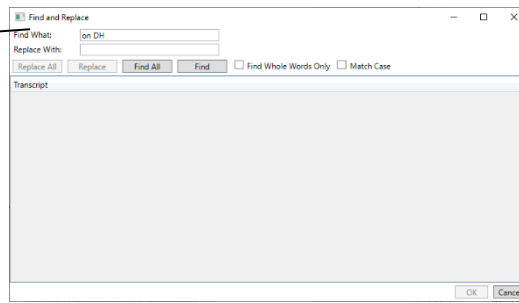 Find and Replace
Find What: on DH
Replace With:
Replace All Replace Find All Find Find Whole Words Only Match Case
Transcript
OK Cance